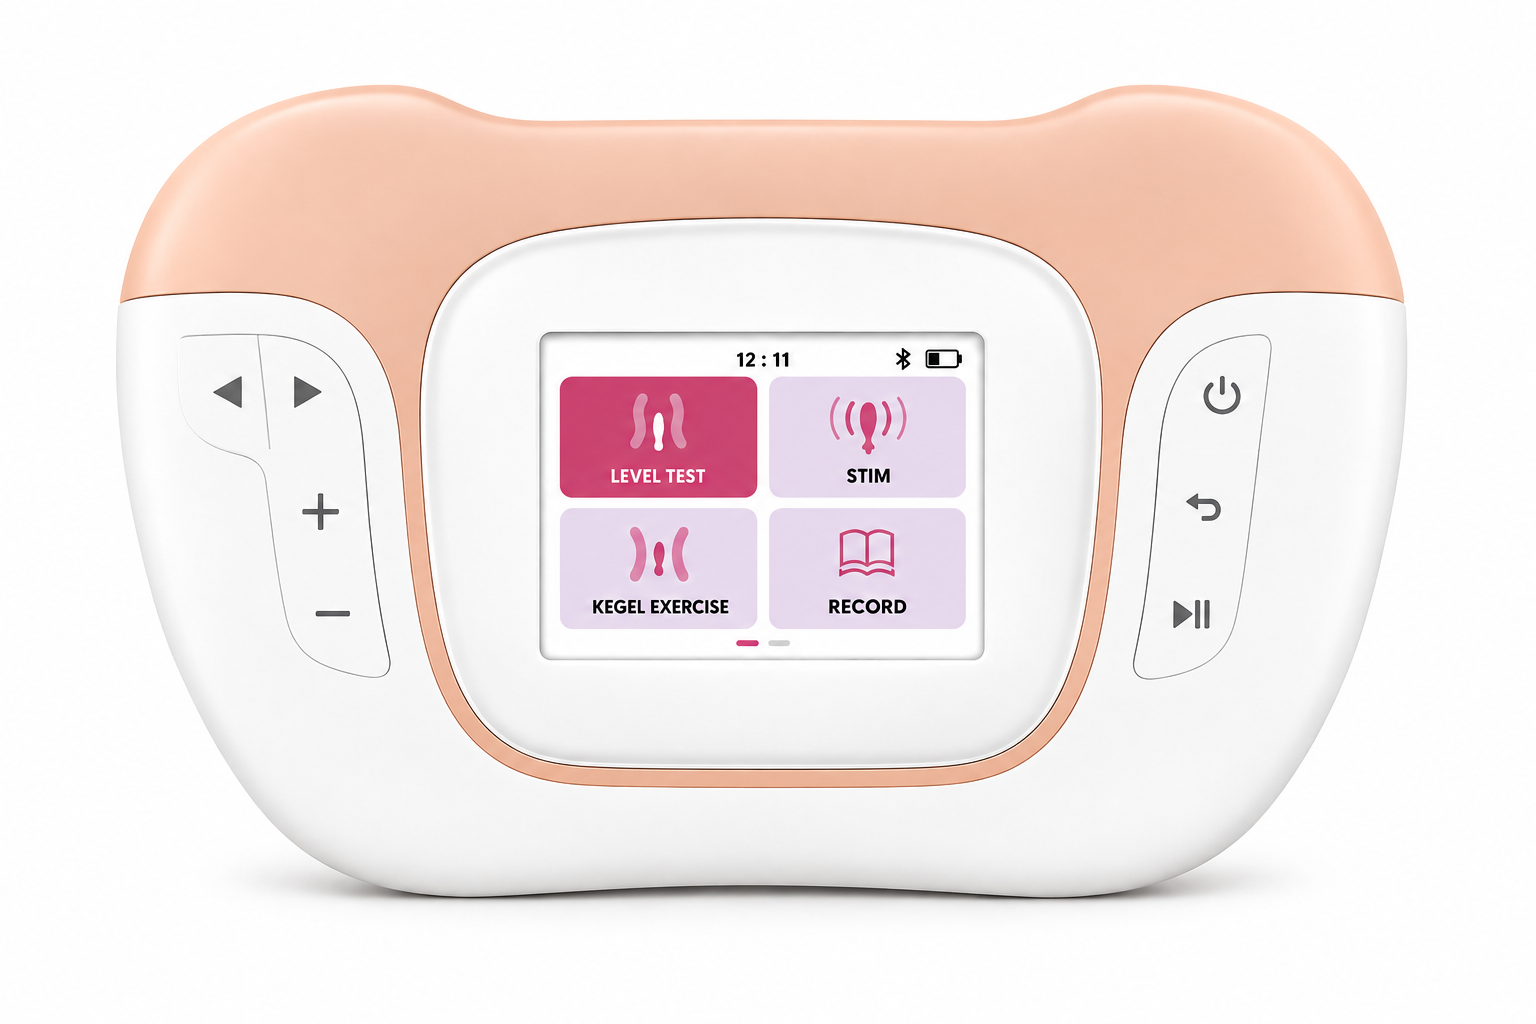 12 : 11
LEVEL TEST
STIM
KEGEL EXERCISE
RECORD